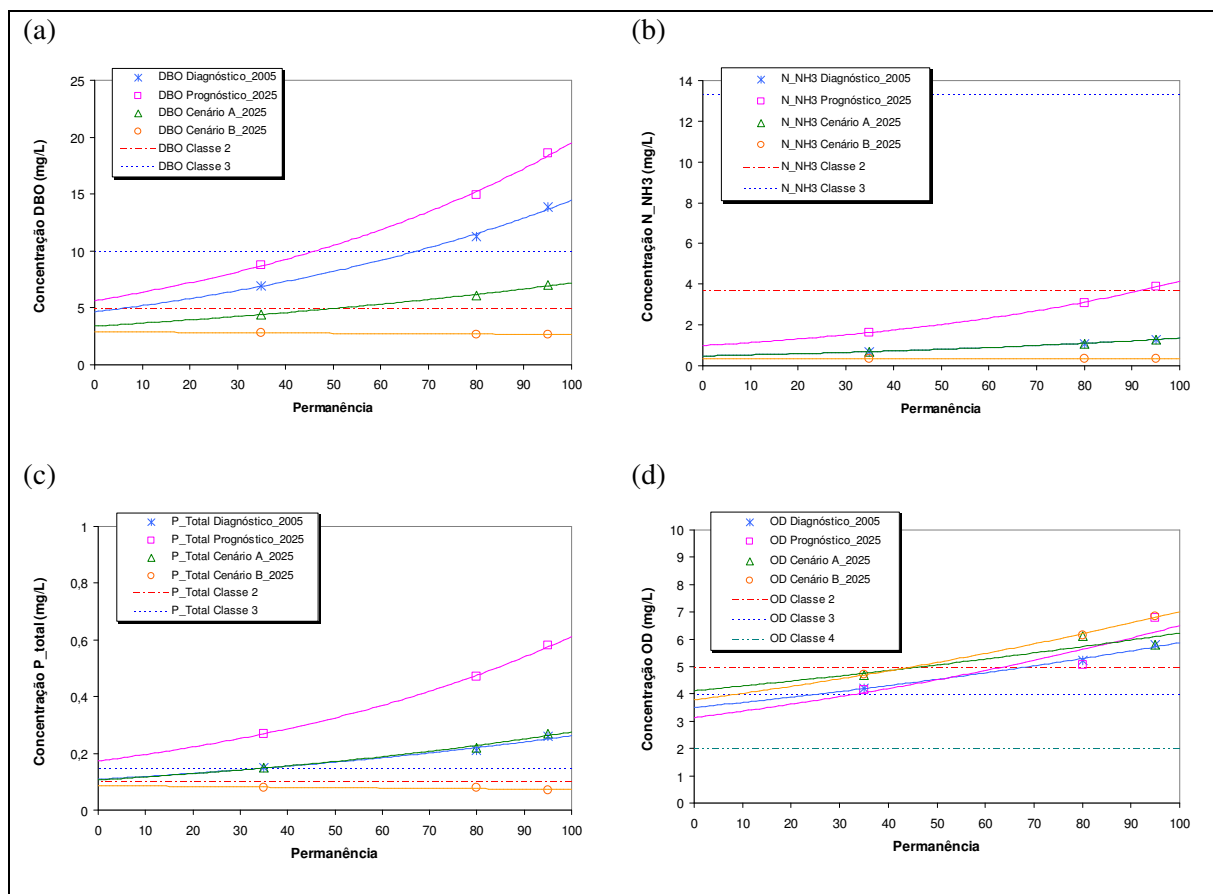 (a)
DBO Diagnóstico_2005
DBO Prognóstico_2025
DBO Cenário A_2025
DBO Cenário B_2025
DBO Classe 2
DBO Classe 3
Concentração DBO (mg/L)
25
20
15
10
5
0
0 10 20 30 40 50 60 70 80 90 100
Permanência
(b)
N_NH3 Diagnóstico_2005
N_NH3 Prognóstico_2025
N_NH3 Cenário A_2025
N_NH3 Cenário B_2025
N_NH3 Classe 2
N_NH3 Classe 3
Concentração N_NH3 (mg/L)
14
12
10
8
6
4
2
0
0 10 20 30 40 50 60 70 80 90 100
Permanência
(c)
P_Total Diagnóstico_2005
P_Total Prognóstico_2025
P_Total Cenário A_2025
P_Total Cenário B_2025
P_Total Classe 2
P_Total Classe 3
Concentração P_total (mg/L)
1
0,8
0,6
0,4
0,2
0
0 10 20 30 40 50 60 70 80 90 100
Permanência
(d)
OD Diagnóstico_2005
OD Prognóstico_2025
OD Cenário A_2025
OD Cenário B_2025
OD Classe 2
OD Classe 3
OD Classe 4
Concentração OD (mg/L)
10
9
8
7
6
5
4
3
2
1
0
0 10 20 30 40 50 60 70 80 90 100
Permanência